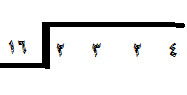 ١٦ ٢ ٣ ٢ ٤